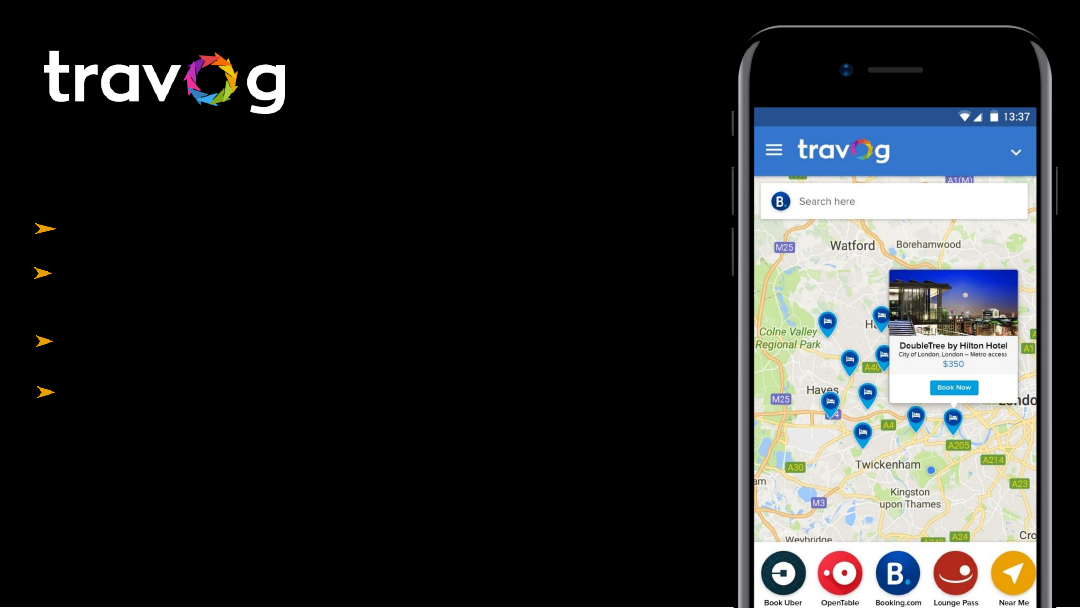 travog
13:37
travog
A1(M)
B. Search here
M25
Watford
Borehamwood
Colne Valley
Regional Park
DoubleTree by Hilton Hotel
City of London, London – Metro access
$350
Book Now
A1
A40
Hayes
M25
A4
A205
A214
A30
Twickenham
A23
Kingston
upon Thames
M3
A24
Weybridge
B.
Book Uber
OpenTable
Booking.com
Lounge Pass
Near Me